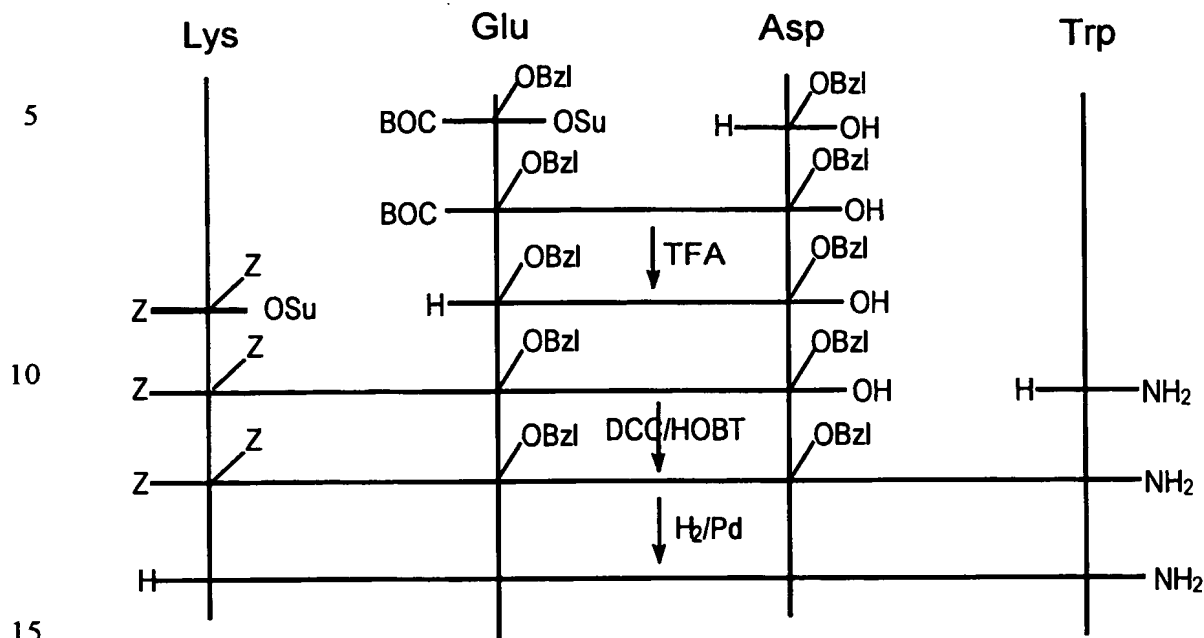 Lys Glu Asp Trp
OBzl OBzl
5 BOC OSu H OH
OBzl OBzl
BOC OH
TFA
OBzl OBzl
Z
H OH
Z OSu
OBzl OBzl
Z
10 Z OH H NH₂
DCC/HOBT
OBzl OBzl
Z
Z NH₂
H₂/Pd
H NH₂
15